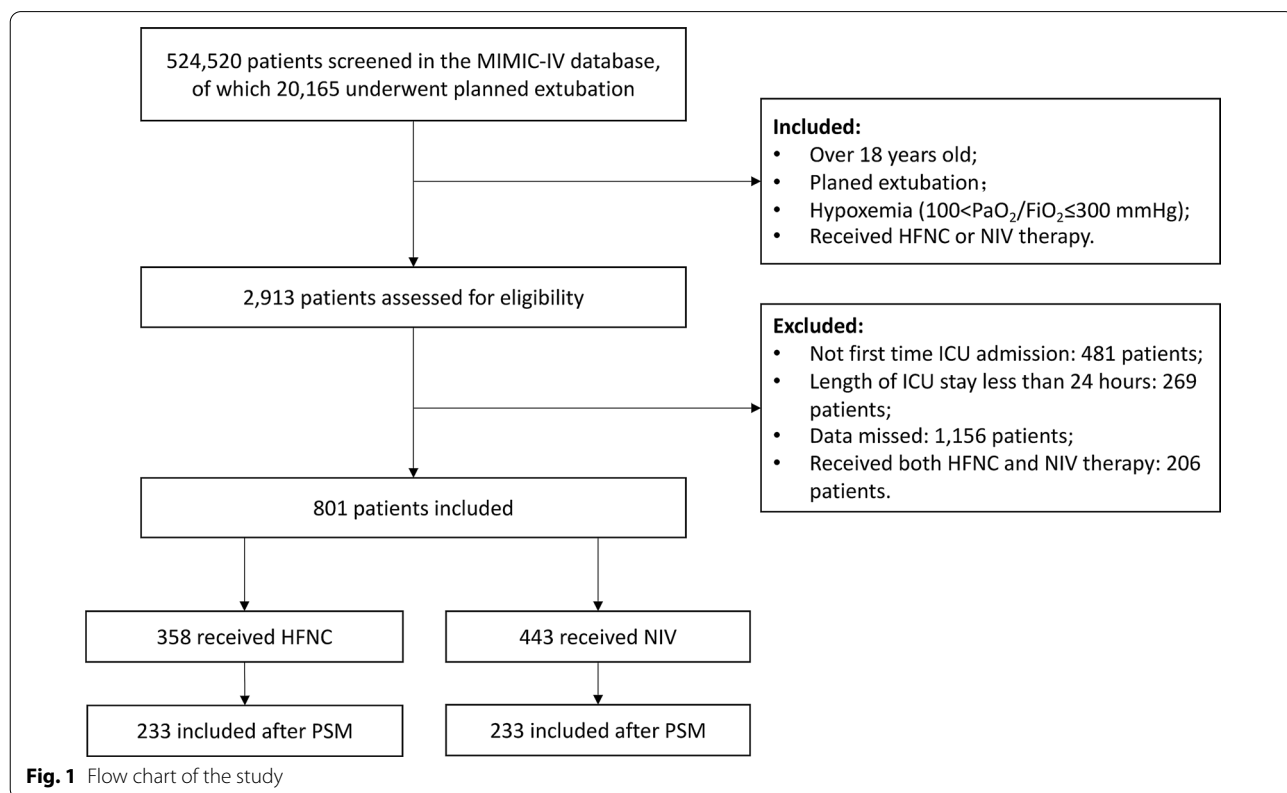 524,520 patients screened in the MIMIC-IV database,
of which 20,165 underwent planned extubation
Included:
• Over 18 years old;
• Planed extubation；
• Hypoxemia (100<PaO₂/FiO₂≤300 mmHg);
• Received HFNC or NIV therapy.
2,913 patients assessed for eligibility
Excluded:
• Not first time ICU admission: 481 patients;
• Length of ICU stay less than 24 hours: 269
patients;
• Data missed: 1,156 patients;
• Received both HFNC and NIV therapy: 206
patients.
801 patients included
358 received HFNC
443 received NIV
233 included after PSM
233 included after PSM
Fig. 1 Flow chart of the study